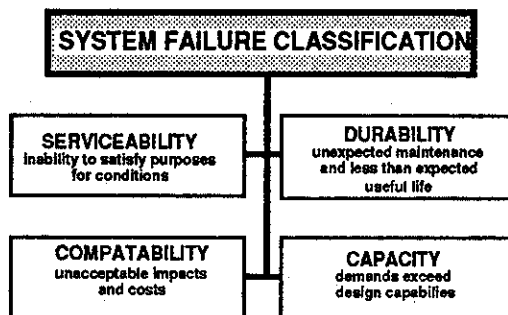 SYSTEM FAILURE CLASSIFICATION
SERVICEABILITY
inability to satisfy purposes
for conditions
DURABILITY
unexpected maintenance
and less than expected
useful life
COMPATABILITY
unacceptable impacts
and costs
CAPACITY
demands exceed
design capabilies